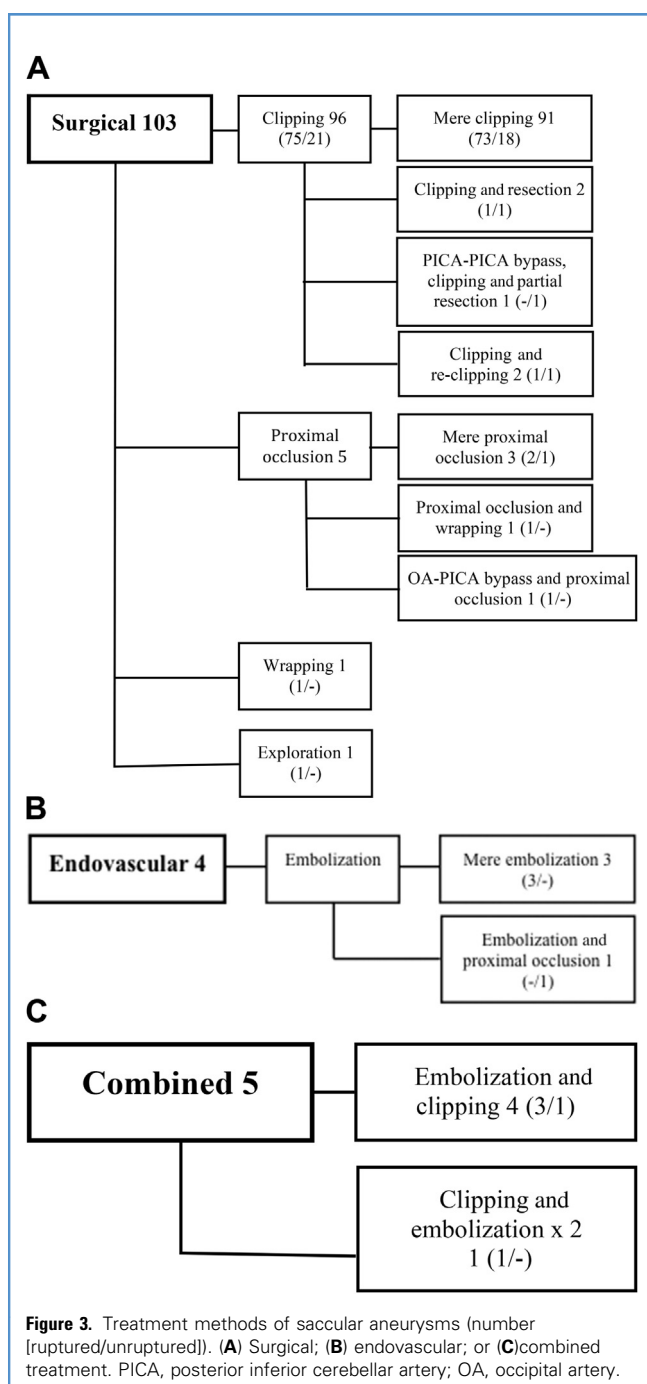 A
Surgical 103
Clipping 96
(75/21)
Mere clipping 91
(73/18)
Clipping and resection 2
(1/1)
PICA-PICA bypass,
clipping and partial
resection 1 (-/1)
Clipping and
re-clipping 2 (1/1)
Proximal
occlusion 5
Mere proximal
occlusion 3 (2/1)
Proximal occlusion and
wrapping 1 (1/-)
OA-PICA bypass and proximal
occlusion 1 (1/-)
Wrapping 1
(1/-)
Exploration 1
(1/-)
B
Endovascular 4
Embolization
Mere embolization 3
(3/-)
Embolization and
proximal occlusion 1
(-/1)
C
Combined 5
Embolization and
clipping 4 (3/1)
Clipping and
embolization x 2
1 (1/-)
Figure 3. Treatment methods of saccular aneurysms (number
[ruptured/unruptured]). (A) Surgical; (B) endovascular; or (C)combined
treatment. PICA, posterior inferior cerebellar artery; OA, occipital artery.